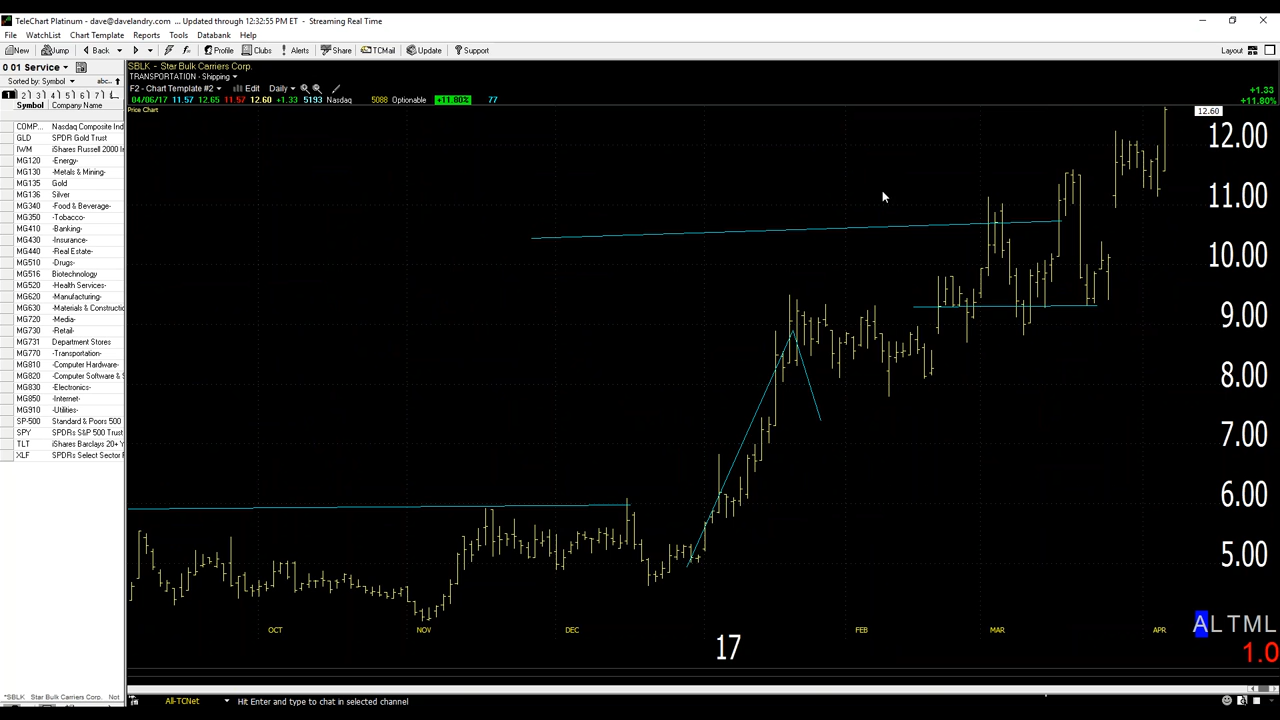 TeleChart Platinum - dave@davelandry.com ... Updated through 12:32:55 PM ET - Streaming Real Time
File WatchList Chart Template Reports Tools Databank Help
New Jump Back Profile Clubs Alerts Share TCMail Update Support Layout
0 01 Service
Sorted by: Symbol abc..
1 2 3 4 5 6 7
Symbol Company Name
COMP... Nasdaq Composite Ind
GLD SPDR Gold Trust
IWM iShares Russell 2000 Ir
MG120 -Energy-
MG130 -Metals & Mining-
MG135 Gold
MG136 Silver
MG340 -Food & Beverage-
MG350 -Tobacco-
MG410 -Banking-
MG430 -Insurance-
MG440 -Real Estate-
MG510 -Drugs-
MG516 Biotechnology
MG520 -Health Services-
MG620 -Manufacturing-
MG630 -Materials & Constructio
MG720 -Media-
MG730 -Retail-
MG731 Department Stores
MG770 -Transportation-
MG810 -Computer Hardware-
MG820 -Computer Software & S
MG830 -Electronics-
MG850 -Internet-
MG910 -Utilities-
SP-500 Standard & Poors 500
SPY SPDRs S&P 500 Trust
TLT iShares Barclays 20+ Y
XLF SPDRs Select Sector F
*SBLK Star Bulk Carriers Corp. Not
SBLK - Star Bulk Carriers Corp.
TRANSPORTATION - Shipping
F2 - Chart Template #2 Edit Daily
04/06/17 11.57 12.65 11.57 12.60 +1.33 5193 Nasdaq 5088 Optionable +11.80% 77
+1.33
+11.80%
Price Chart
12.60
12.00
11.00
10.00
9.00
8.00
7.00
6.00
5.00
ALTML
1.0
OCT NOV DEC 17 FEB MAR APR
All-TCNet Hit Enter and type to chat in selected channel